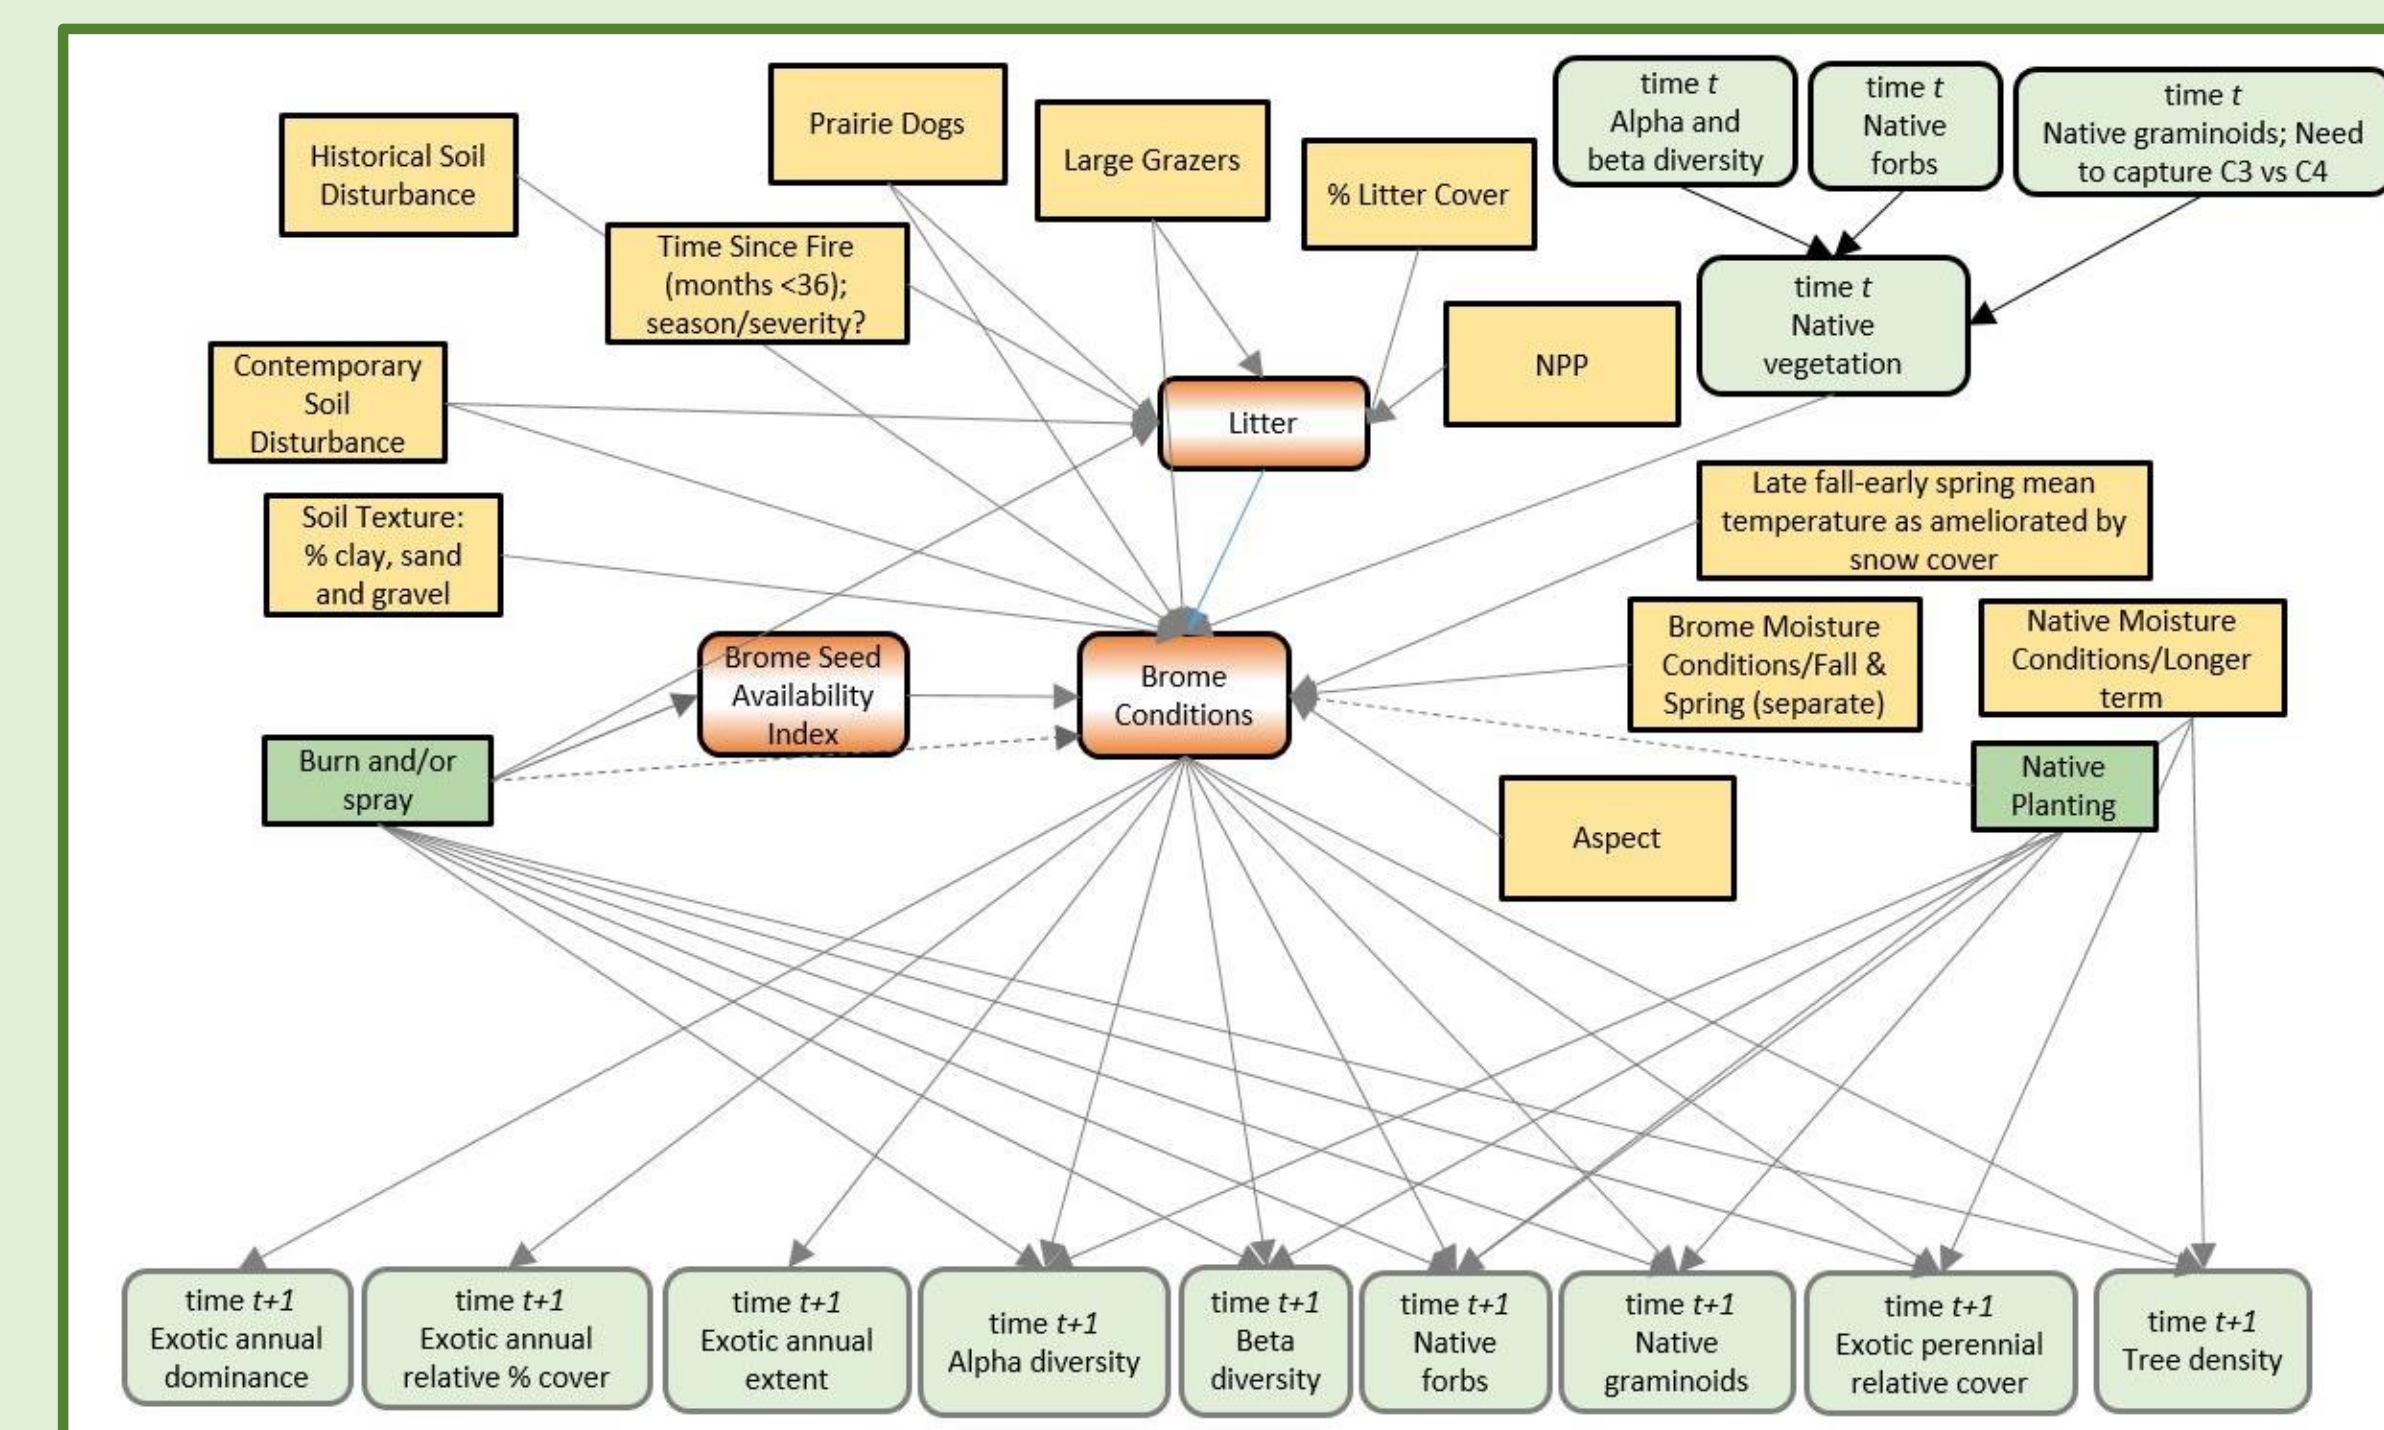 Historical Soil
Disturbance
Prairie Dogs
Large Grazers
% Litter Cover
time t
Alpha and
beta diversity
time t
Native
forbs
time t
Native graminoids; Need
to capture C3 vs C4
Time Since Fire
(months <36);
season/severity?
time t
Native
vegetation
NPP
Contemporary
Soil
Disturbance
Litter
Late fall-early spring mean
temperature as ameliorated by
snow cover
Soil Texture:
% clay, sand
and gravel
Brome Seed
Availability
Index
Brome
Conditions
Brome Moisture
Conditions/Fall &
Spring (separate)
Native Moisture
Conditions/Longer
term
Burn and/or
spray
Native
Planting
Aspect
time t+1
Exotic annual
dominance
time t+1
Exotic annual
relative % cover
time t+1
Exotic annual
extent
time t+1
Alpha diversity
time t+1
Beta
diversity
time t+1
Native
forbs
time t+1
Native
graminoids
time t+1
Exotic perennial
relative cover
time t+1
Tree density